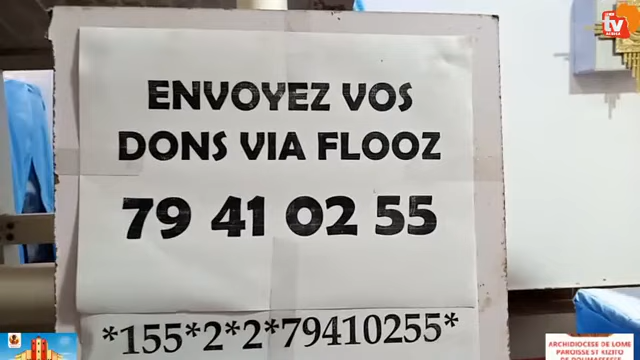 tv
ENVOYEZ VOS
DONS VIA FLOOZ
79 41 02 55
*155*2*2*79410255*
ARCHIDIOCESE DE LOME
PAROISSE ST KIZITO